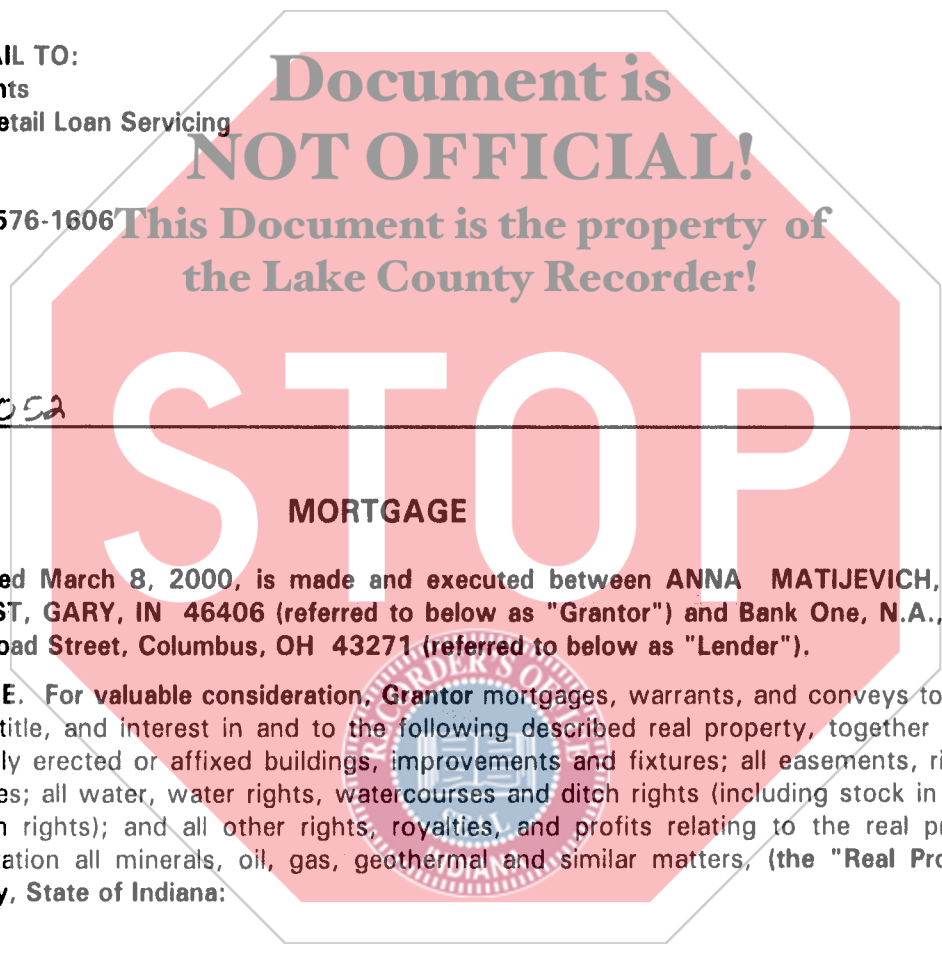 IL TO:
nts
etail Loan Servicing
576-1606
Document is
NOT OFFICIAL!
This Document is the property of
the Lake County Recorder!
STOP
052
MORTGAGE
ed March 8, 2000, is made and executed between ANNA MATIJEVICH,
ST, GARY, IN 46406 (referred to below as "Grantor") and Bank One, N.A.,
oad Street, Columbus, OH 43271 (referred to below as "Lender").
E. For valuable consideration, Grantor mortgages, warrants, and conveys to
title, and interest in and to the following described real property, together
ly erected or affixed buildings, improvements and fixtures; all easements, ri
es; all water, water rights, watercourses and ditch rights (including stock in
n rights); and all other rights, royalties, and profits relating to the real pr
ation all minerals, oil, gas, geothermal and similar matters, (the "Real Pro
y, State of Indiana:
RECORDER'S OFFICE
SEAL
INDIANA